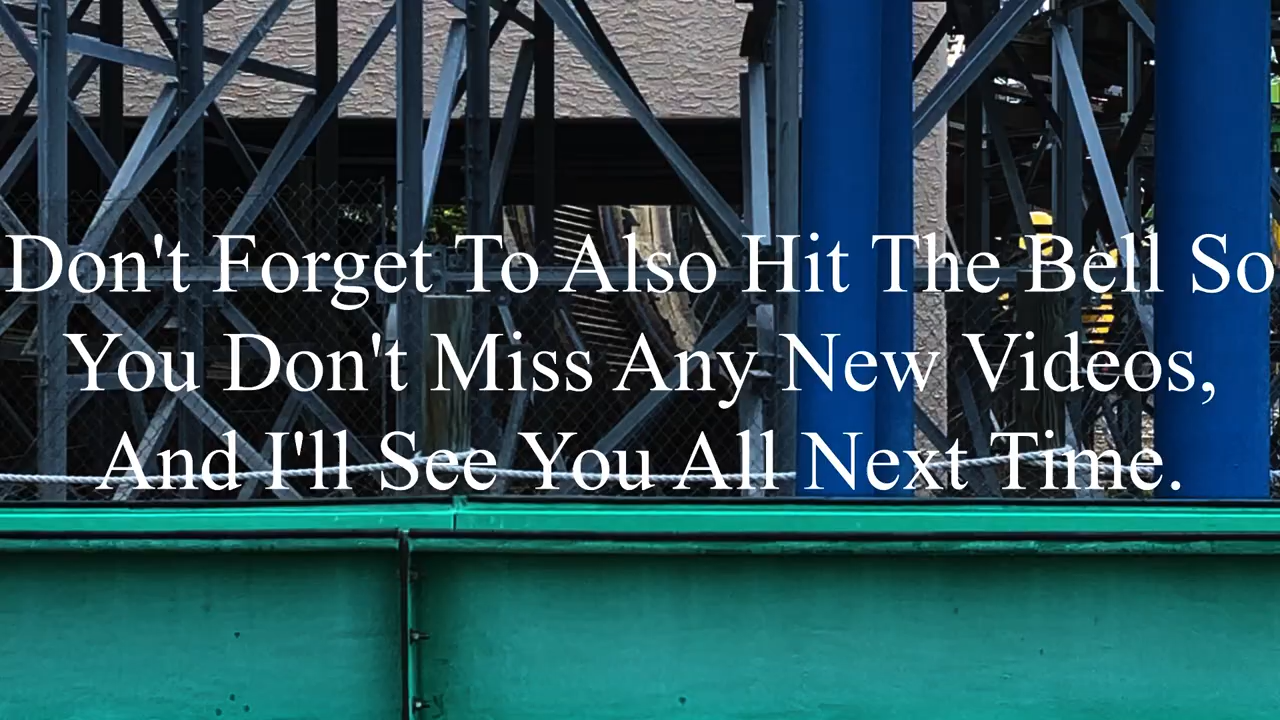 Don't Forget To Also Hit The Bell So
You Don't Miss Any New Videos,
And I'll See You All Next Time.